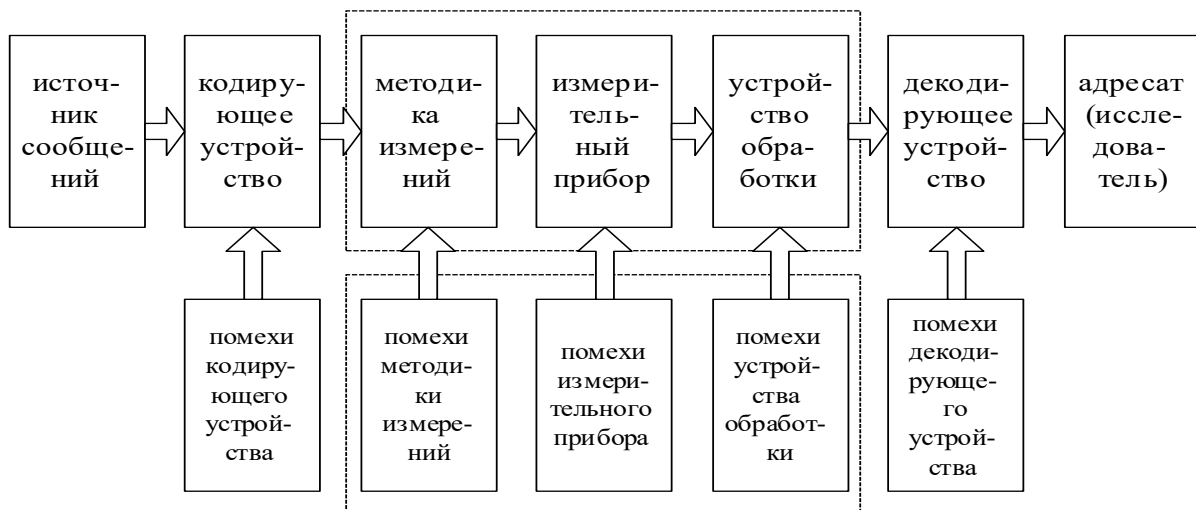 источ-
ник
сообще-
ний
кодиру-
ющее
устрой-
ство
методи-
ка
измере-
ний
измери-
тель-
ный
прибор
устрой-
ство
обра-
ботки
декоди-
рующее
устрой-
ство
адресат
(иссле-
дова-
тель)
помехи
кодиру-
ющего
устрой-
ства
помехи
методи-
ки
измере-
ний
помехи
измери-
тельного
прибора
помехи
устрой-
ства
обработ-
ки
помехи
декоди-
рующе-
го
устрой-
ства